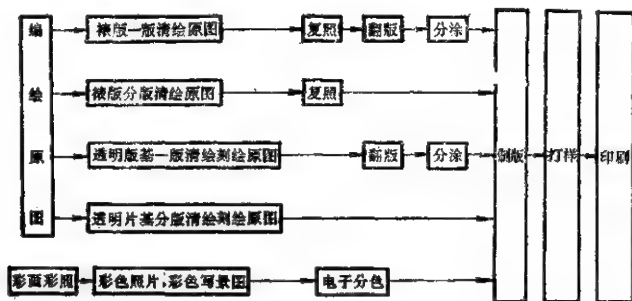 编绘原图
裱版一版清绘原图 复照 翻版 分涂
裱版分版清绘原图 复照
透明版基一版清绘刻绘原图 翻版 分涂
透明片基分版清绘刻绘原图
彩画彩照 彩色照片,彩色写景图 电子分色
制版 打样 印刷